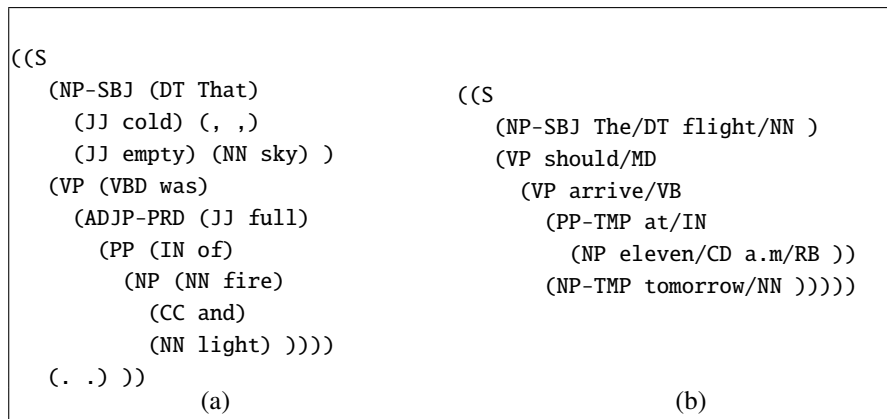 ((S
(NP-SBJ (DT That)
(JJ cold) (, ,)
(JJ empty) (NN sky) )
(VP (VBD was)
(ADJP-PRD (JJ full)
(PP (IN of)
(NP (NN fire)
(CC and)
(NN light) ))))
(. .) ))
(a)
((S
(NP-SBJ The/DT flight/NN )
(VP should/MD
(VP arrive/VB
(PP-TMP at/IN
(NP eleven/CD a.m/RB ))
(NP-TMP tomorrow/NN )))))
(b)